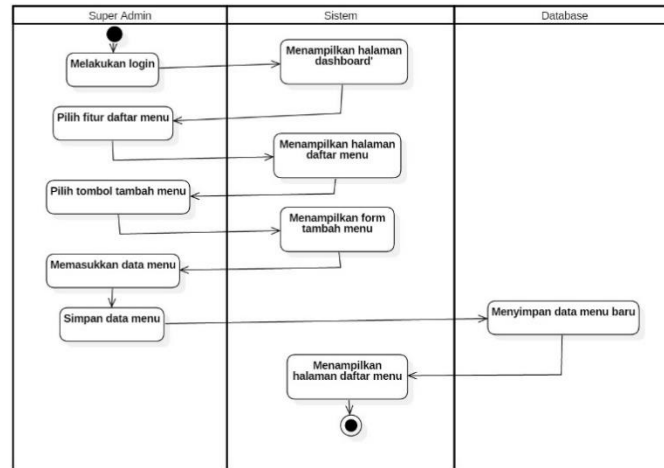 Super Admin
Sistem
Database
Melakukan login
Menampilkan halaman
dashboard'
Pilih fitur daftar menu
Menampilkan halaman
daftar menu
Pilih tombol tambah menu
Menampilkan form
tambah menu
Memasukkan data menu
Simpan data menu
Menyimpan data menu baru
Menampilkan
halaman daftar menu